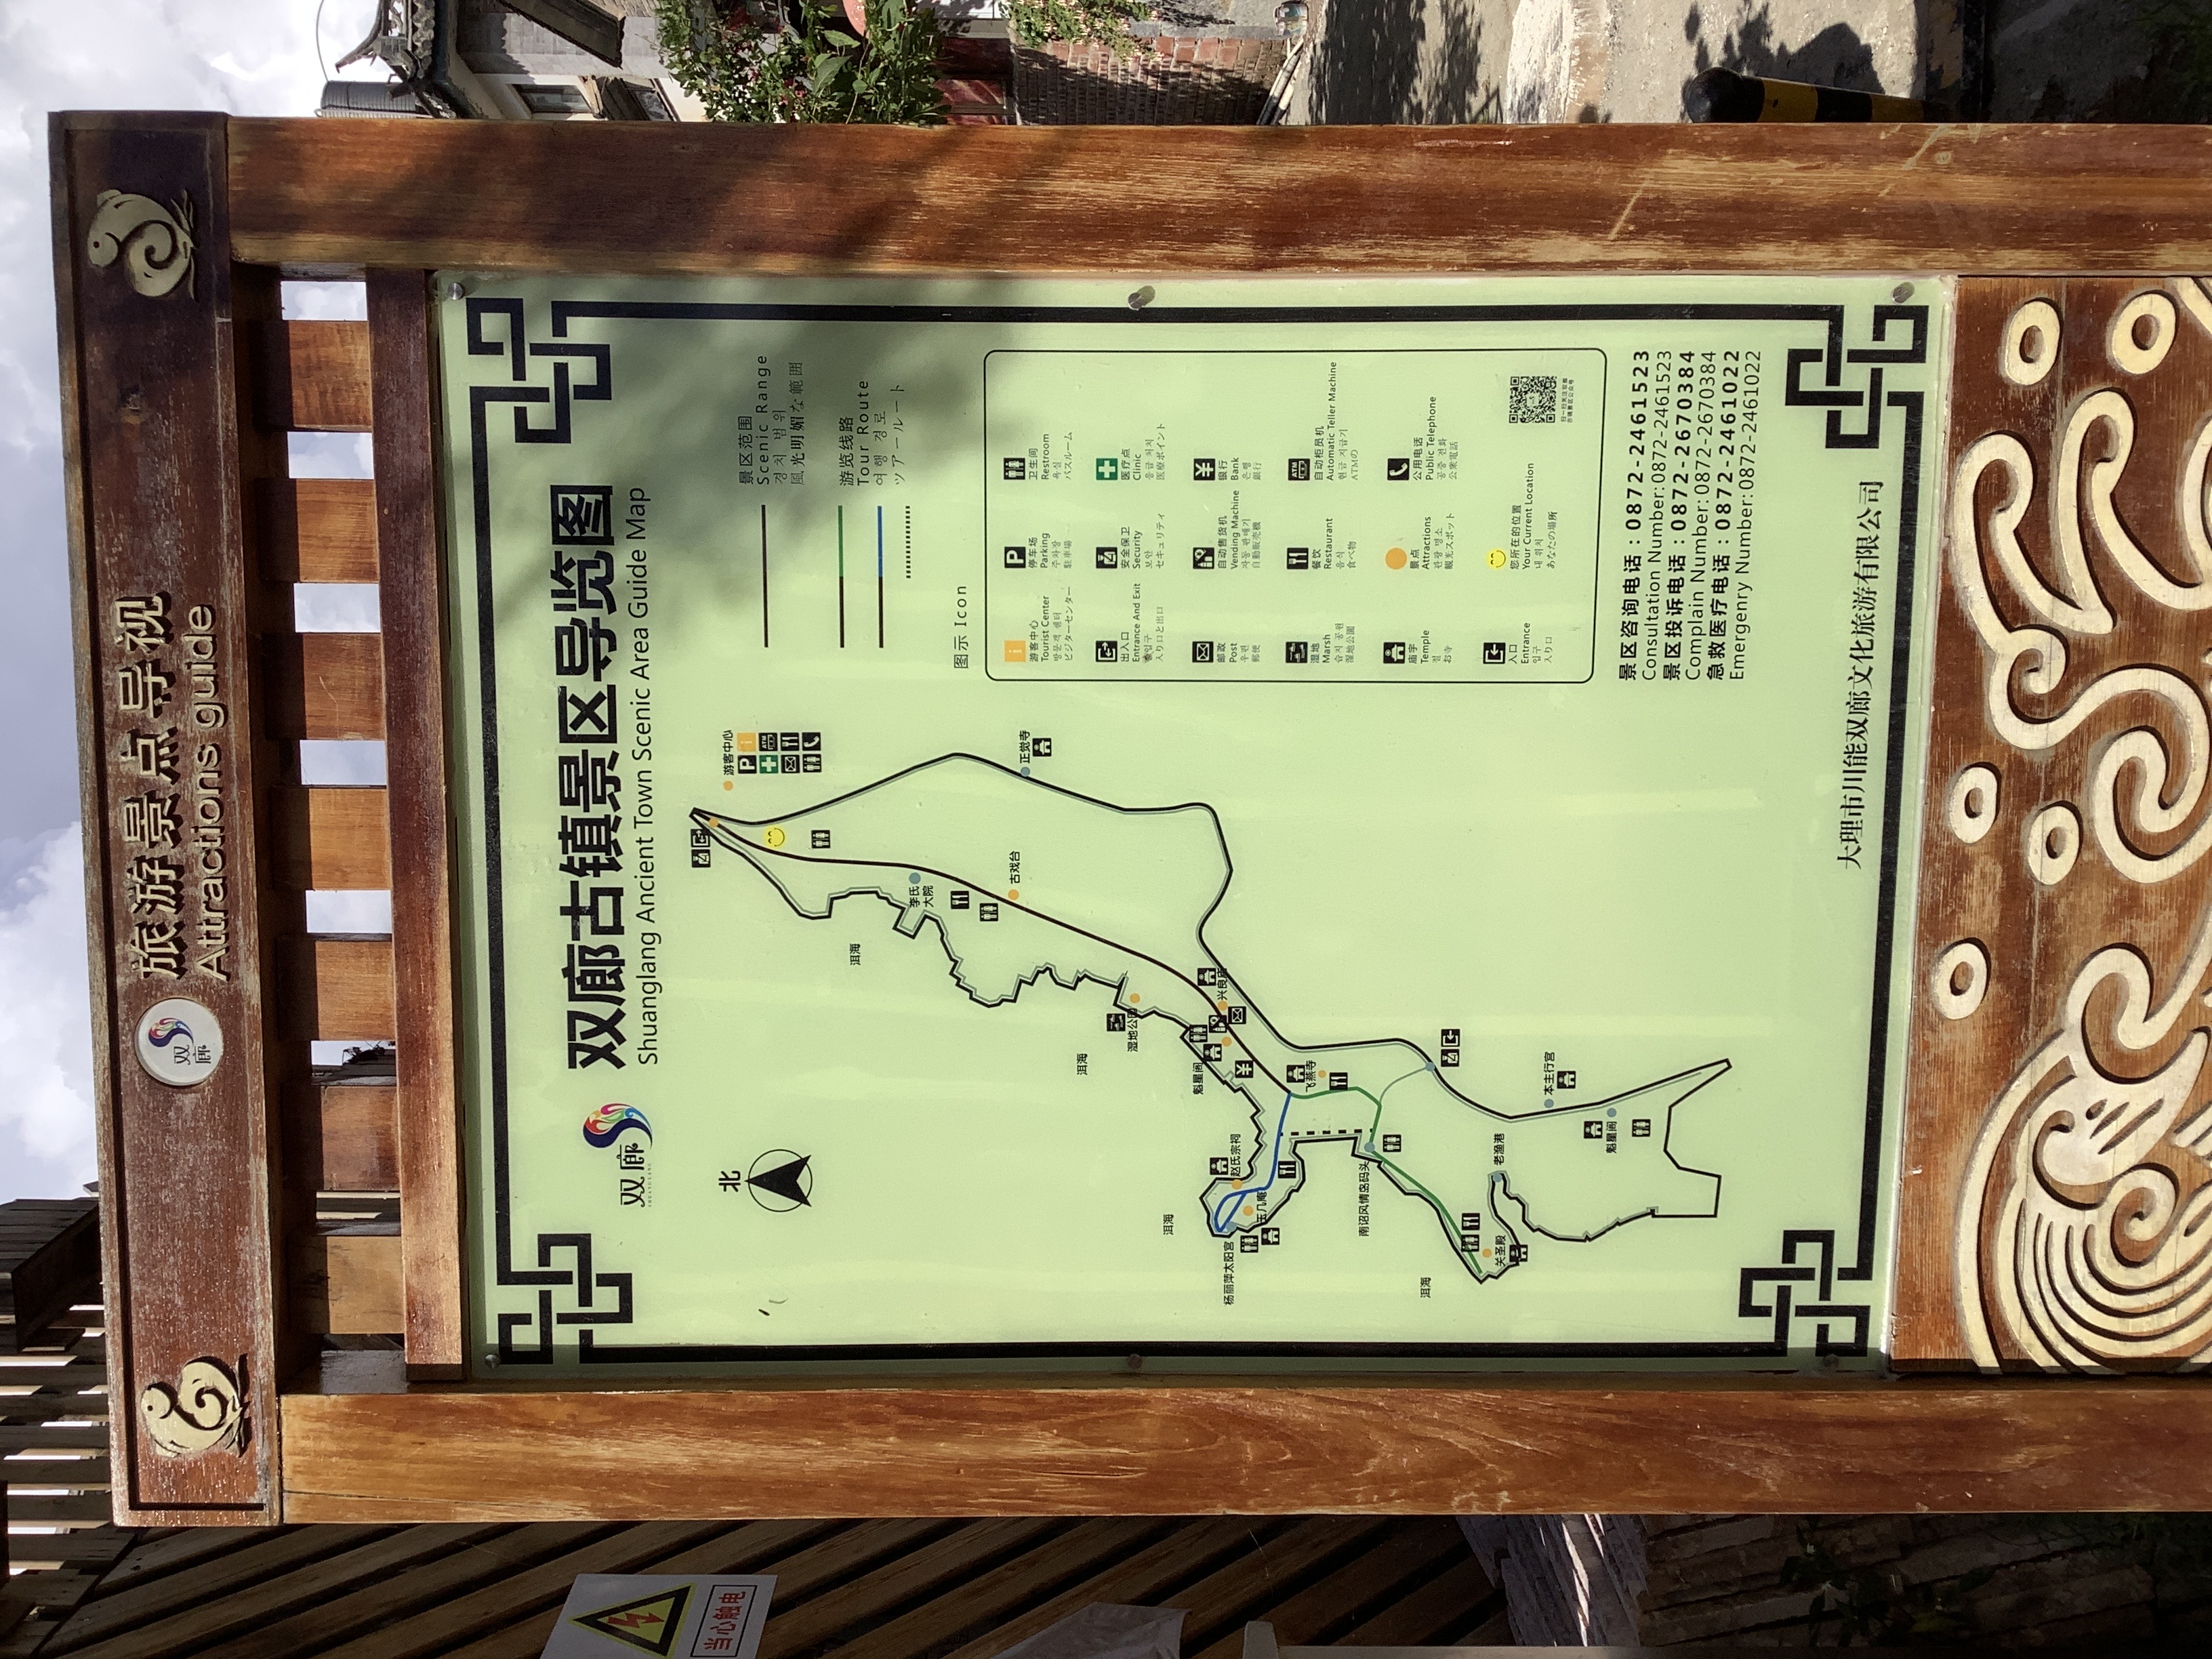 双廊
旅游景点导视
Attractions guide
当心触电
双廊
SHUANGLANG
双廊古镇景区导览图
Shuanglang Ancient Town Scenic Area Guide Map
北
游客中心
P
i
ATM
洱海
李氏
大院
古戏台
正觉寺
洱海
湿地公园
洱海
魁星阁
兴良庙
杨丽萍太阳宫
赵氏宗祠
玉几庵
飞燕寺
南诏风情岛码头
洱海
关圣殿
老渔港
本主行宫
魁星阁
景区范围
Scenic Range
경치 범위
風光明媚な範囲
游览线路
Tour Route
여행 경로
ツアールート
图示 Icon
i
游客中心
Tourist Center
방문객 센터
ビジターセンター
P
停车场
Parking
주차장
駐車場
卫生间
Restroom
욕실
バスルーム
出入口
Entrance And Exit
입구
入り口と出口
安全保卫
Security
보안
セキュリティ
医疗点
Clinic
응급 처치
医療ポイント
邮政
Post
우편
郵便
自动售货机
Vending Machine
자동 판매기
自動販売機
¥
银行
Bank
은행
銀行
湿地
Marsh
습지 공원
湿地公園
餐饮
Restaurant
음식
食べ物
ATM
自动柜员机
Automatic Teller Machine
현금 지급기
ATMの
庙宇
Temple
절
お寺
景点
Attractions
관광 명소
観光スポット
公用电话
Public Telephone
공중 전화
公衆電話
入口
Entrance
입구
入り口
您所在的位置
Your Current Location
내 위치
あなたの場所
扫一扫关注双廊
古镇景区公众号
景区咨询电话：0872-2461523
Consultation Number:0872-2461523
景区投诉电话：0872-2670384
Complain Number:0872-2670384
急救医疗电话：0872-2461022
Emergenry Number:0872-2461022
大理市川能双廊文化旅游有限公司